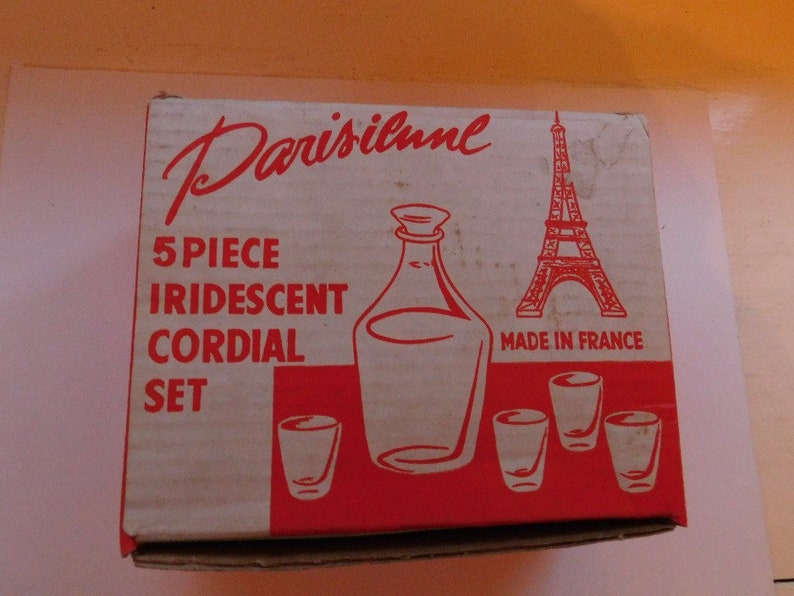 Parisienne
5 PIECE
IRIDESCENT
CORDIAL
SET
MADE IN FRANCE